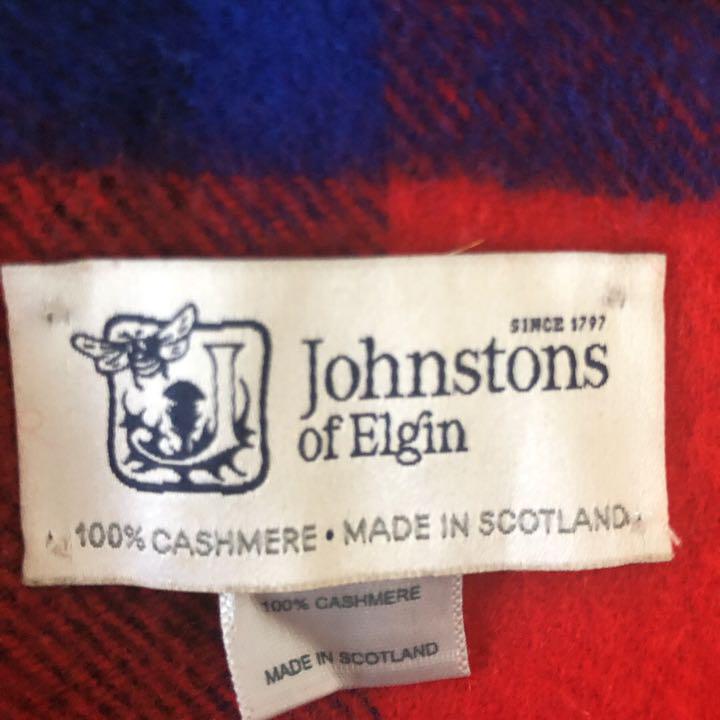 SINCE 1797
Johnstons
of Elgin
100% CASHMERE • MADE IN SCOTLAND
100% CASHMERE
MADE IN SCOTLAND